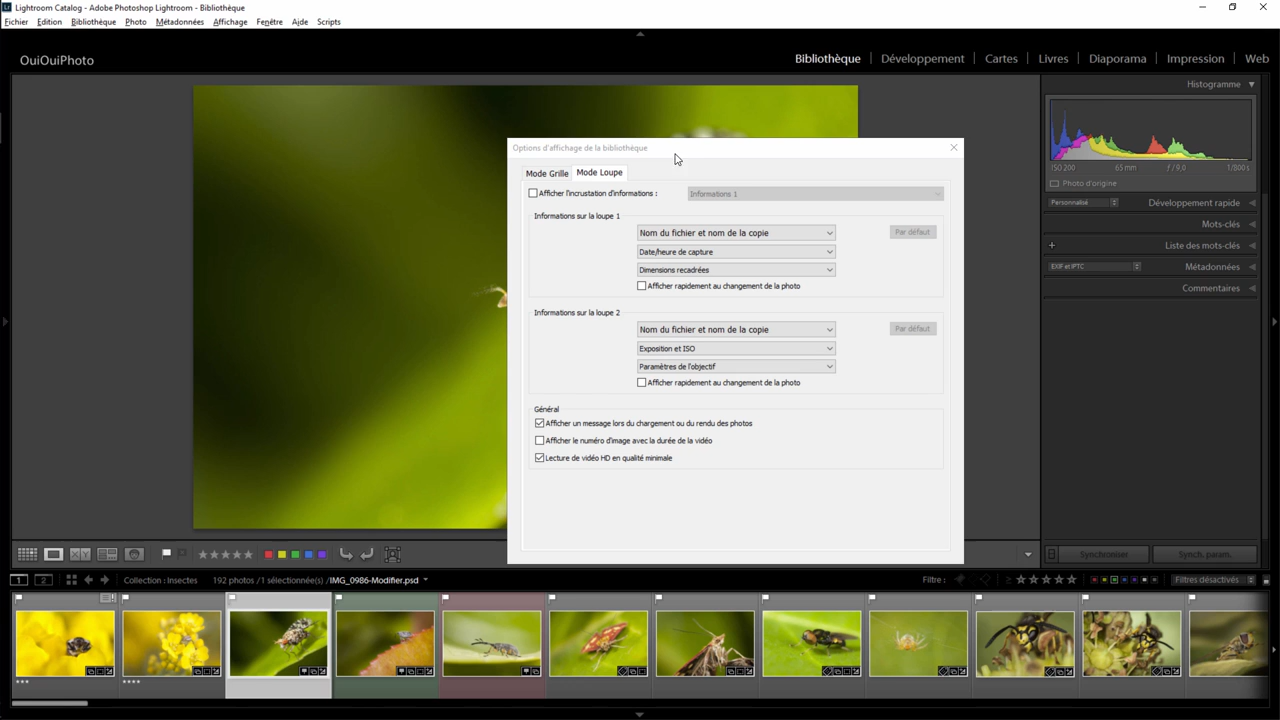 Lightroom Catalog - Adobe Photoshop Lightroom - Bibliothèque
Fichier Edition Bibliothèque Photo Métadonnées Affichage Fenêtre Aide Scripts
OuiOuiPhoto
Bibliothèque | Développement | Cartes | Livres | Diaporama | Impression | Web
Histogramme
ISO 200 65 mm ƒ / 9,0 1/800 s
Photo d'origine
Personnalisé Développement rapide
Mots-clés
+ Liste des mots-clés
EXIF et IPTC Métadonnées
Commentaires
Options d'affichage de la bibliothèque
Mode Grille Mode Loupe
Afficher l'incrustation d'informations : Informations 1
Informations sur la loupe 1
Nom du fichier et nom de la copie Par défaut
Date/heure de capture
Dimensions recadrées
Afficher rapidement au changement de la photo
Informations sur la loupe 2
Nom du fichier et nom de la copie Par défaut
Exposition et ISO
Paramètres de l'objectif
Afficher rapidement au changement de la photo
Général
Afficher un message lors du chargement ou du rendu des photos
Afficher le numéro d'image avec la durée de la vidéo
Lecture de vidéo HD en qualité minimale
XY
Synchroniser Synch. param.
1 2 Collection : Insectes 192 photos /1 sélectionnée(s) /IMG_0986-Modifier.psd Filtre : Filtres désactivés